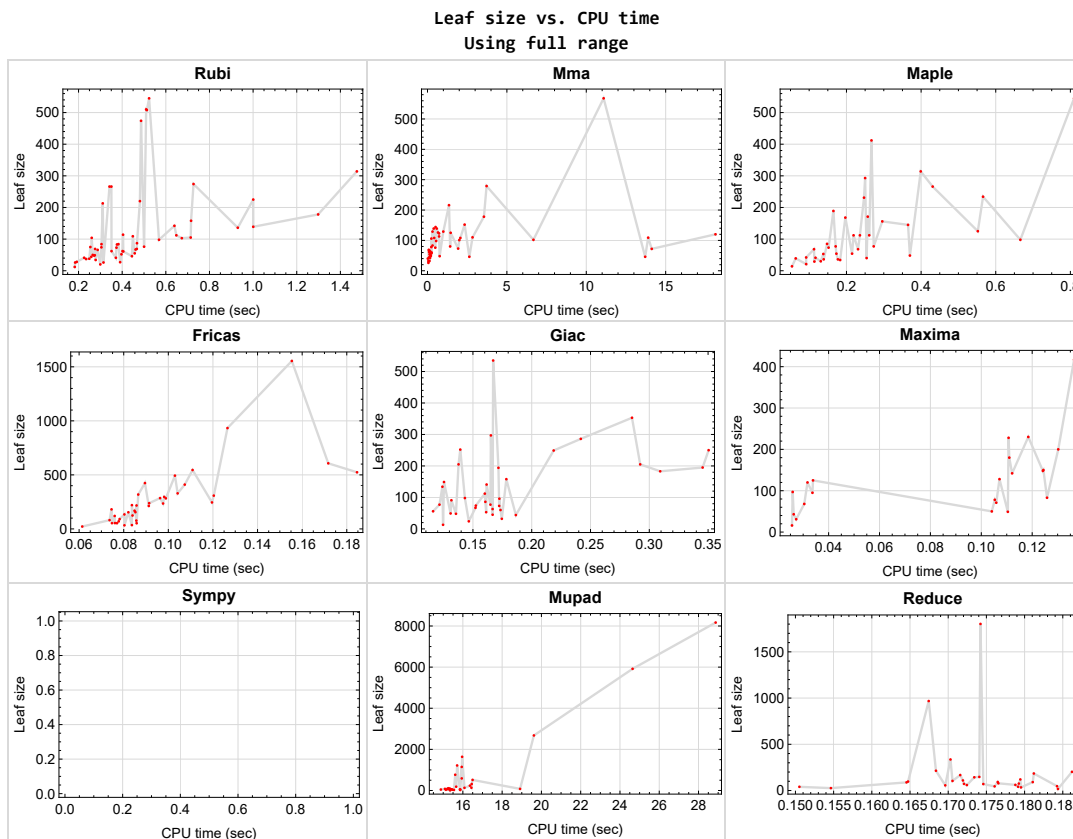 Leaf size vs. CPU time
Using full range
Rubi
Mma
Maple
Leaf size
500
400
300
200
100
0
0.2 0.4 0.6 0.8 1.0 1.2 1.4
CPU time (sec)
Leaf size
500
400
300
200
100
0
0 5 10 15
CPU time (sec)
Leaf size
500
400
300
200
100
0
0.2 0.4 0.6
CPU time (sec)
Fricas
Giac
Maxima
Leaf size
1500
1000
500
0
0.06 0.08 0.10 0.12 0.14 0.16 0.18
CPU time (sec)
Leaf size
500
400
300
200
100
0
0.15 0.20 0.25 0.30 0.35
CPU time (sec)
Leaf size
400
300
200
100
0
0.04 0.06 0.08 0.10 0.12
CPU time (sec)
Sympy
Mupad
Reduce
Leaf size
1.0
0.8
0.6
0.4
0.2
0.0
0.0 0.2 0.4 0.6 0.8 1.0
CPU time (sec)
Leaf size
8000
6000
4000
2000
0
16 18 20 22 24 26 28
CPU time (sec)
Leaf size
1500
1000
500
0
0.150 0.155 0.160 0.165 0.170 0.175 0.180
CPU time (sec)